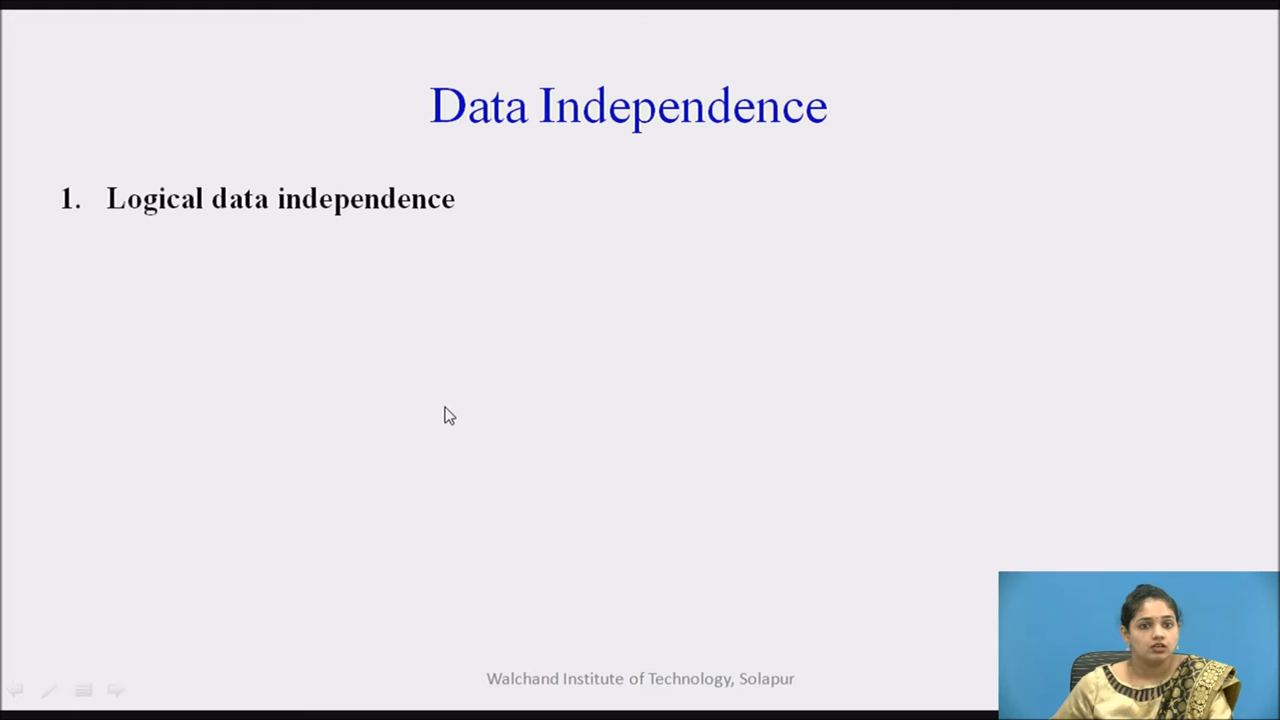 Data Independence
1. Logical data independence
Walchand Institute of Technology, Solapur